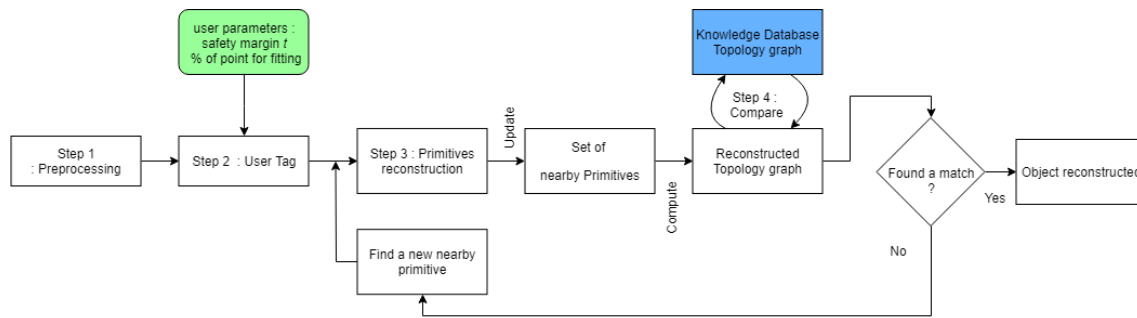 user parameters :
safety margin t
% of point for fitting
Knowledge Database
Topology graph
Step 4 :
Compare
Step 1
: Preprocessing
Step 2 : User Tag
Step 3 : Primitives
reconstruction
Update
Set of
nearby Primitives
Compute
Reconstructed
Topology graph
Found a match
?
Yes
Object reconstructed
No
Find a new nearby
primitive